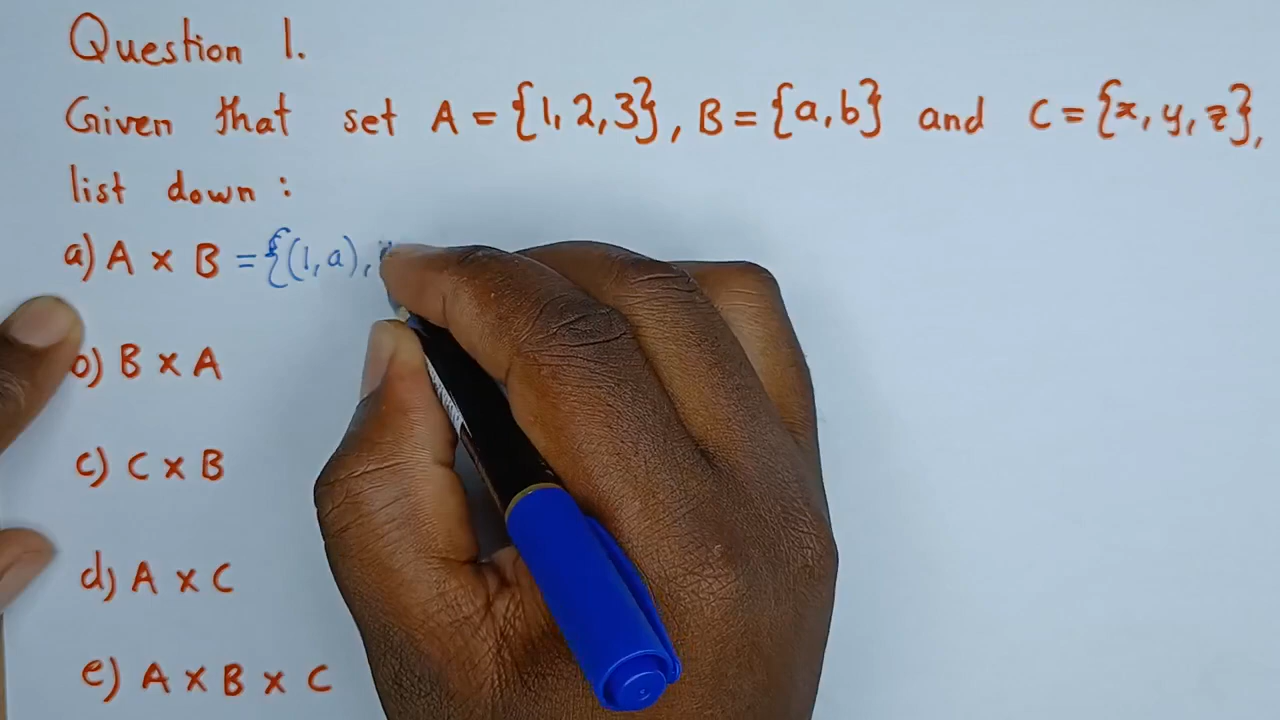 Question 1.
Given that set A = {1, 2, 3}, B = {a, b} and C = {x, y, z},
list down :
a) A × B = {(1, a),
b) B × A
c) C × B
d) A × C
e) A × B × C